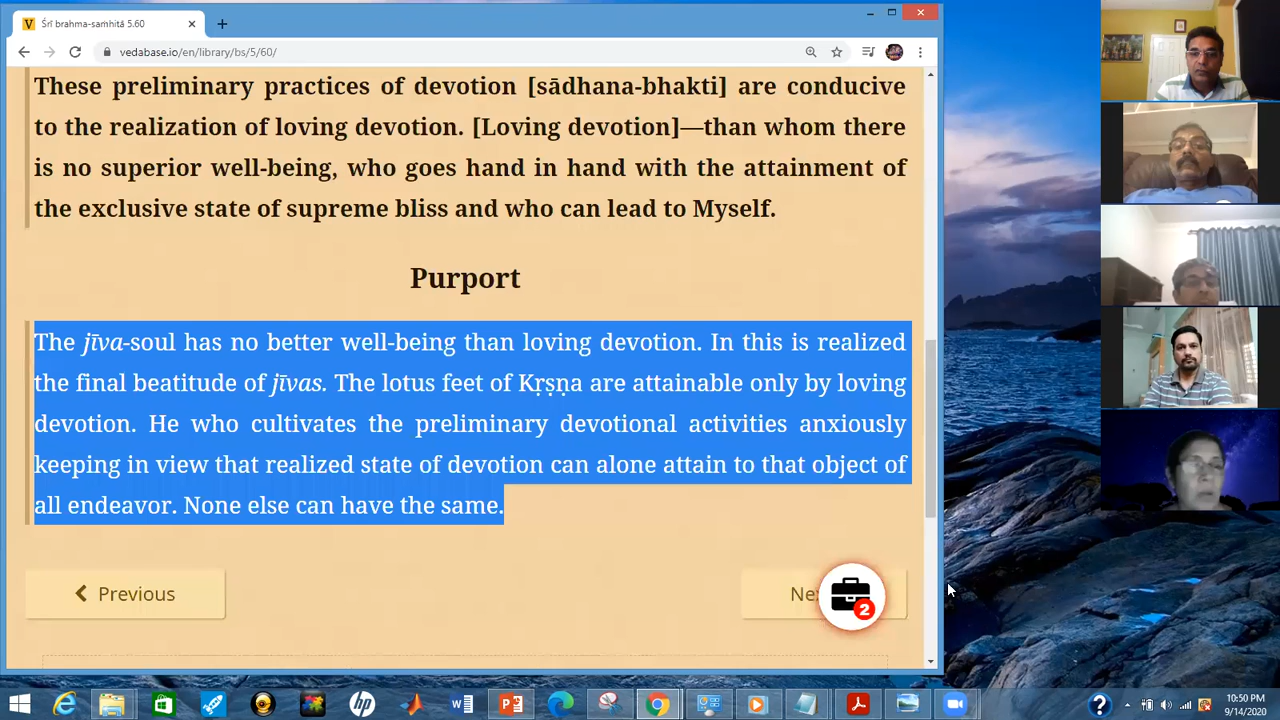 Śrī brahma-saṁhitā 5.60
vedabase.io/en/library/bs/5/60/
These preliminary practices of devotion [sādhana-bhakti] are conducive
to the realization of loving devotion. [Loving devotion]—than whom there
is no superior well-being, who goes hand in hand with the attainment of
the exclusive state of supreme bliss and who can lead to Myself.
Purport
The jīva-soul has no better well-being than loving devotion. In this is realized
the final beatitude of jīvas. The lotus feet of Kṛṣṇa are attainable only by loving
devotion. He who cultivates the preliminary devotional activities anxiously
keeping in view that realized state of devotion can alone attain to that object of
all endeavor. None else can have the same.
Previous
2
10:50 PM
9/14/2020